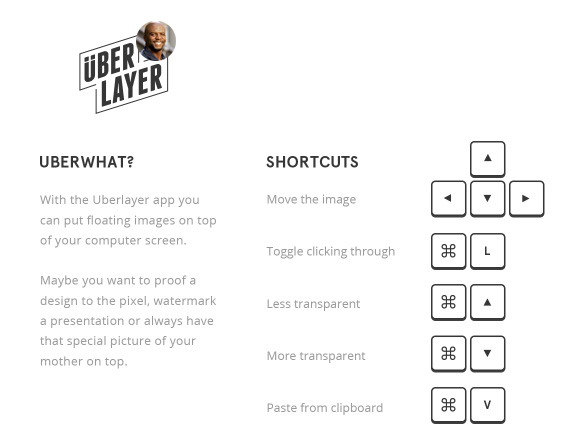 ÜBER
LAYER
UBERWHAT?
With the Uberlayer app you
can put floating images on top
of your computer screen.
Maybe you want to proof a
design to the pixel, watermark
a presentation or always have
that special picture of your
mother on top.
SHORTCUTS
Move the image
▲
◄ ▼ ►
Toggle clicking through
⌘ L
Less transparent
⌘ ▲
More transparent
⌘ ▼
Paste from clipboard
⌘ V